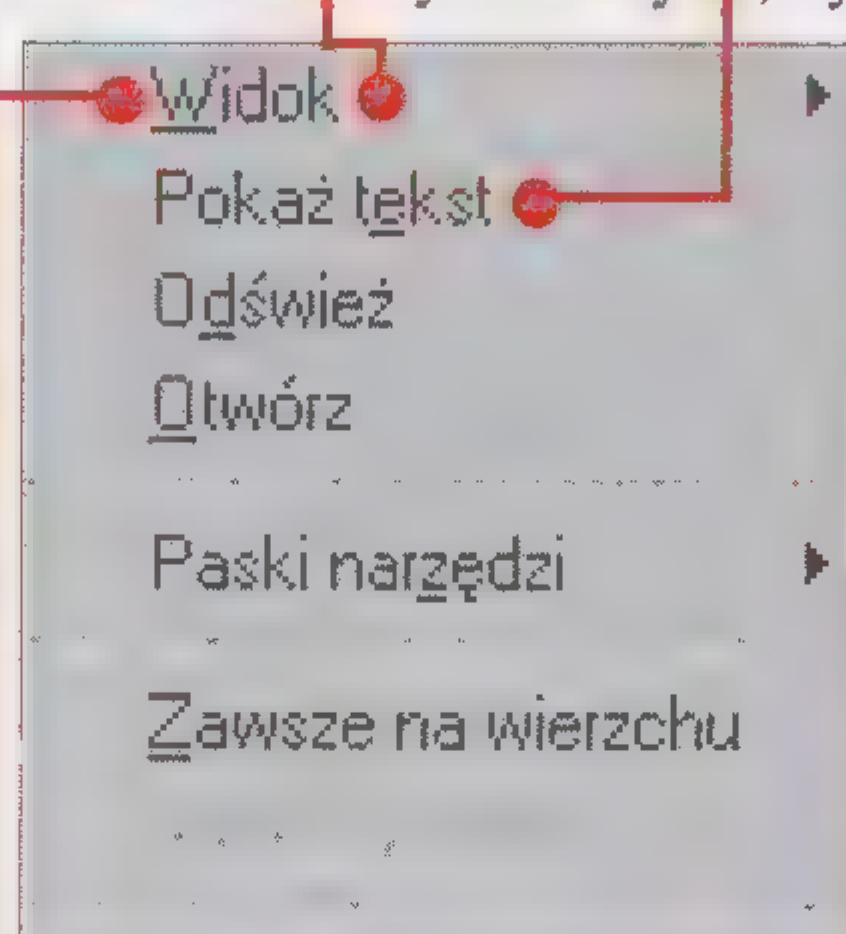 Widok
Pokaż tekst
Odśwież
Otwórz
Paski narzędzi
Zawsze na wierzchu